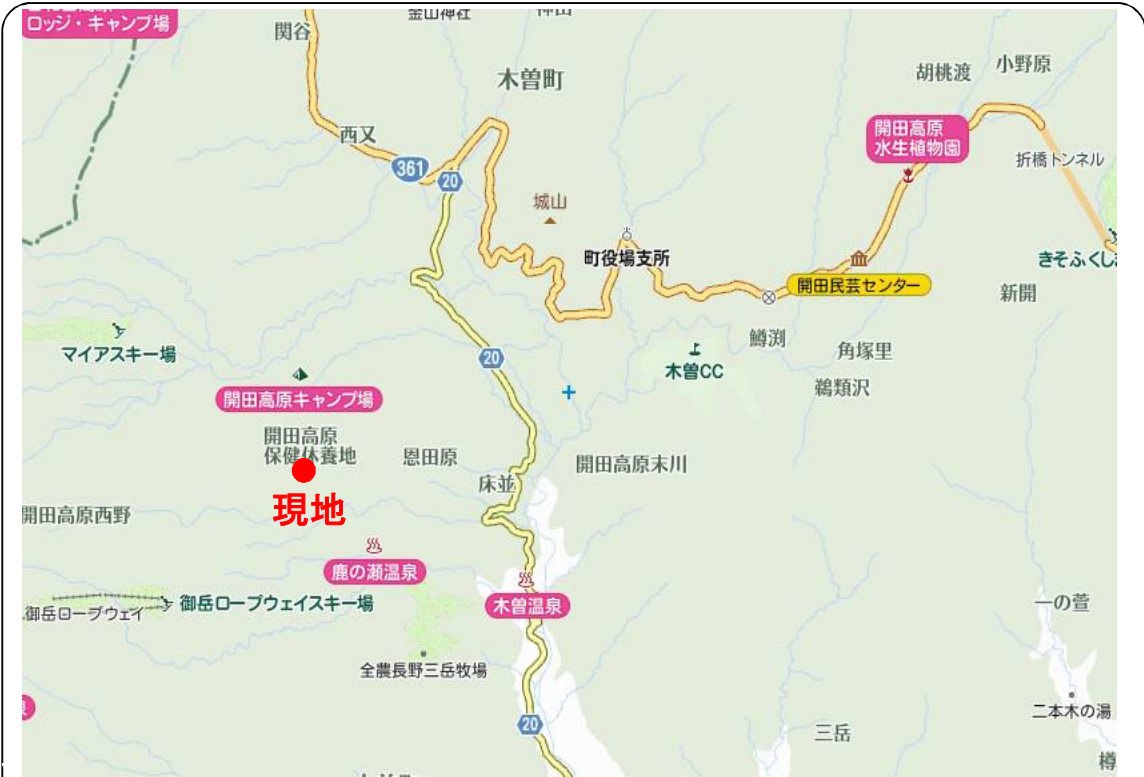 ロッジ・キャンプ場
関谷
木曽町
胡桃渡
小野原
西又
361
20
開田高原
水生植物園
折橋トンネル
城山
町役場支所
きそふくし
開田民芸センター
新開
マイアスキー場
20
鱒渕
角塚里
木曽CC
鵜類沢
開田高原キャンプ場
開田高原
保健休養地
恩田原
開田高原末川
床並
現地
開田高原西野
鹿の瀬温泉
御岳ロープウェイスキー場
御岳ロープウェイ
木曽温泉
一の萱
全農長野三岳牧場
二本木の湯
20
三岳
樽